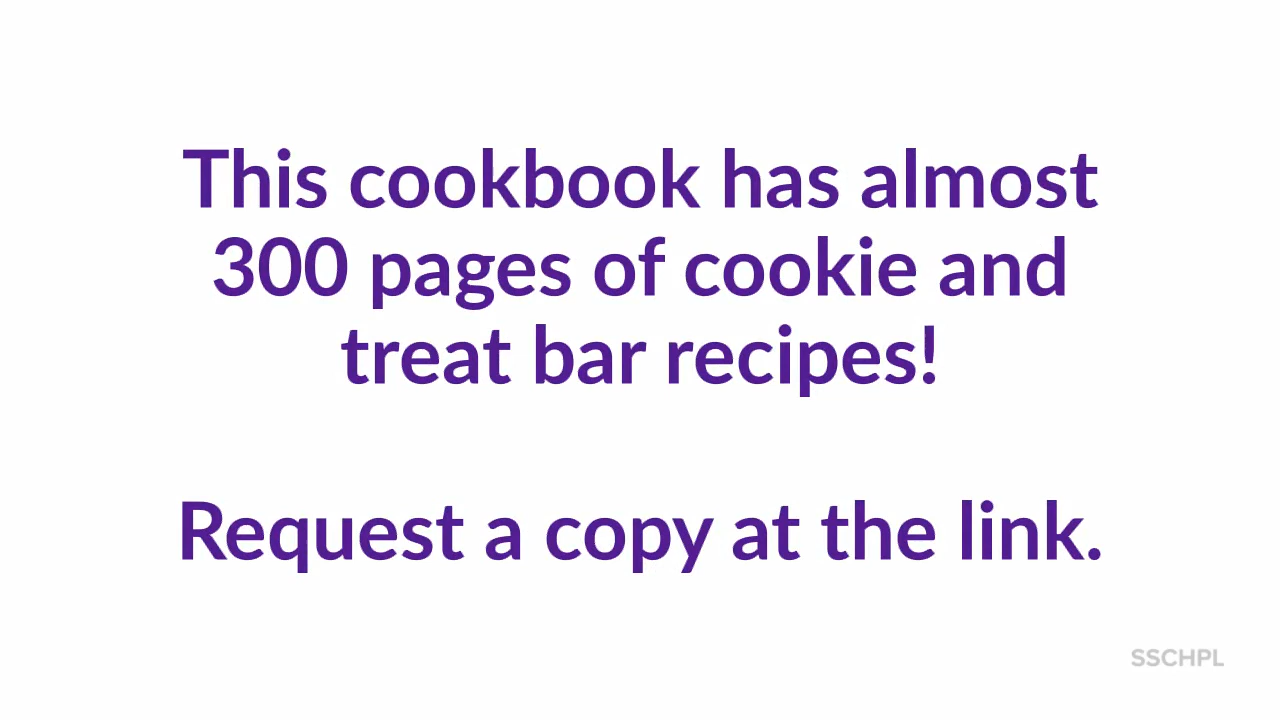 This cookbook has almost
300 pages of cookie and
treat bar recipes!
Request a copy at the link.
SSCHPL